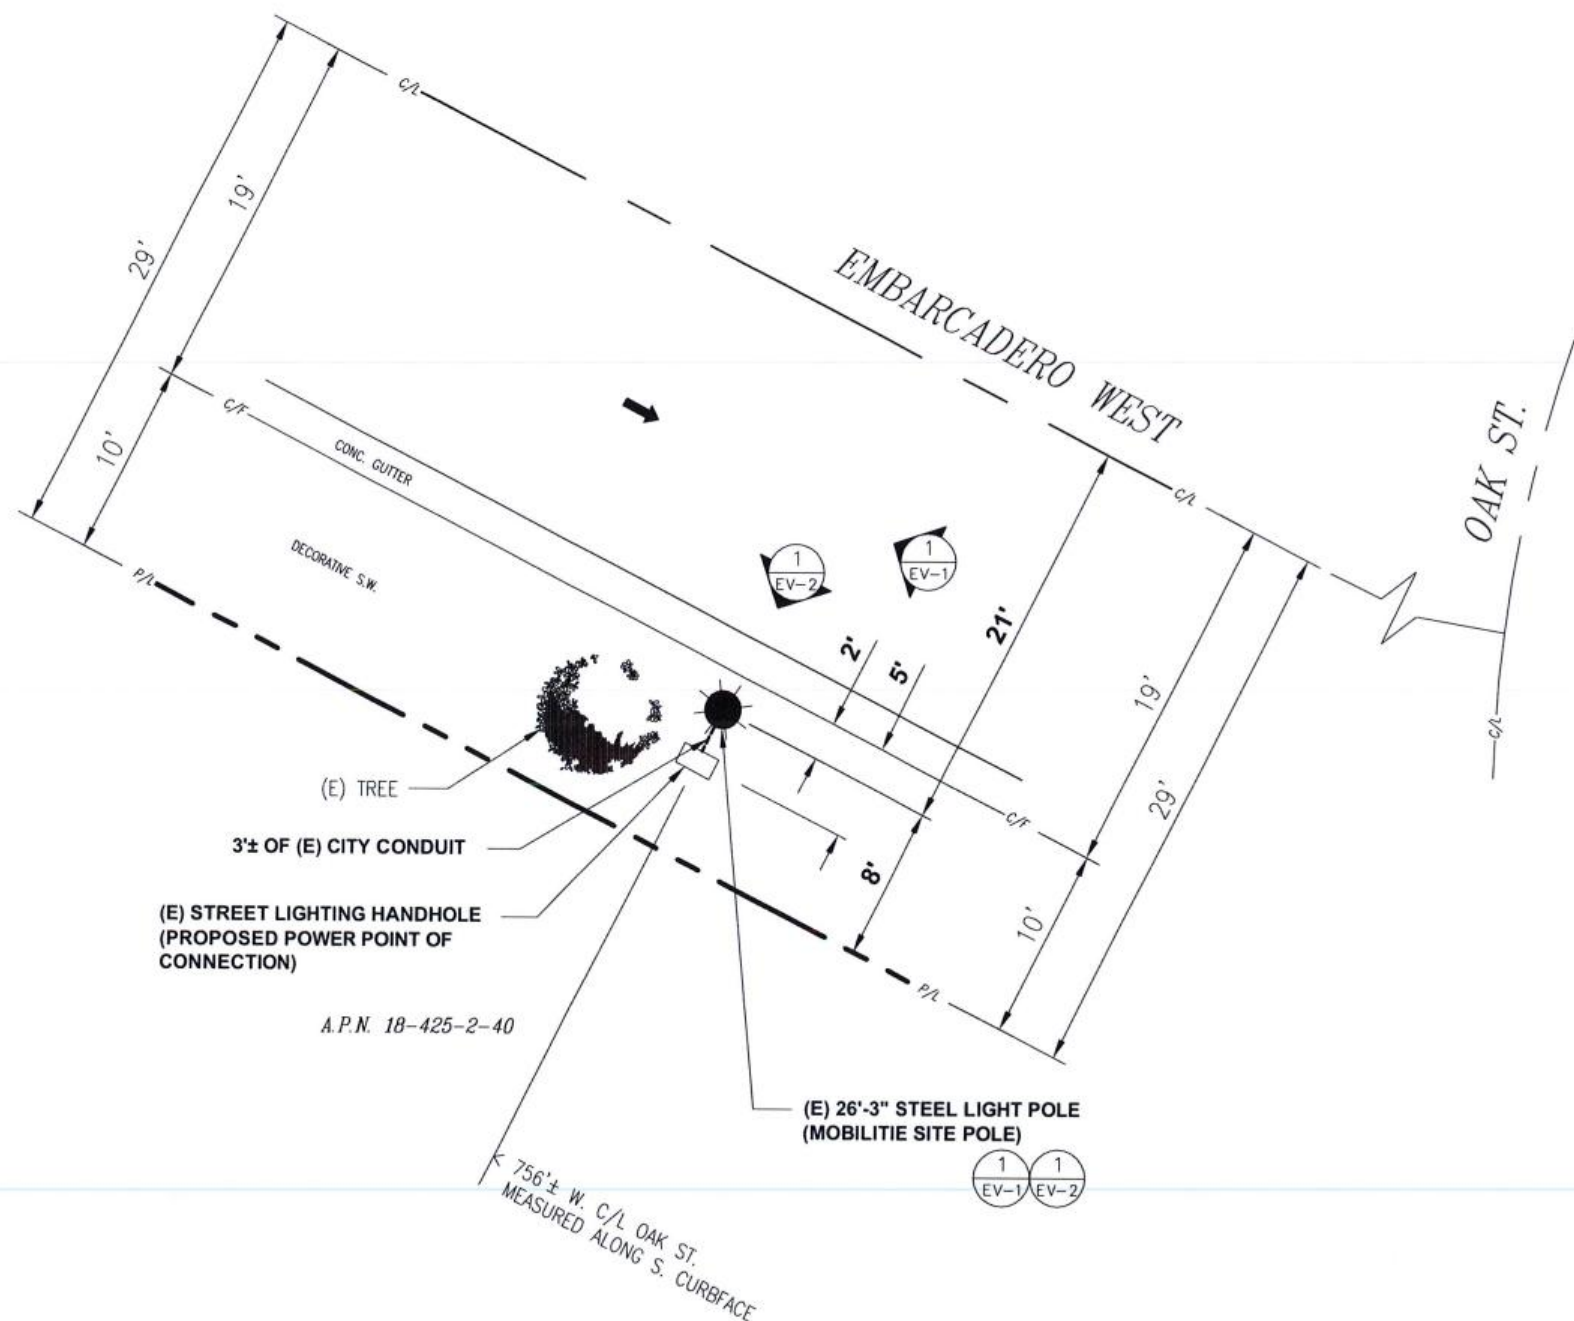 C/L
19'
29'
EMBARCADERO WEST
OAK ST.
C/F
10'
CONC. GUTTER
C/L
DECORATIVE S.W.
1
EV-2
1
EV-1
P/L
2'
5'
21'
19'
29'
C/L
(E) TREE
C/F
3'± OF (E) CITY CONDUIT
8'
(E) STREET LIGHTING HANDHOLE
(PROPOSED POWER POINT OF
CONNECTION)
10'
P/L
A.P.N. 18-425-2-40
(E) 26'-3" STEEL LIGHT POLE
(MOBILITIE SITE POLE)
1
EV-1
1
EV-2
756'± W. C/L OAK ST.
MEASURED ALONG S. CURBFACE